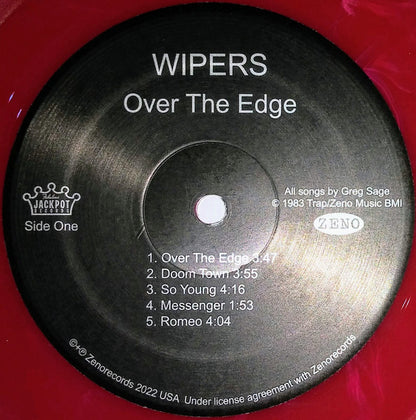 WIPERS
Over The Edge
Fabulous
JACKPOT
RECORDS
Side One
All songs by Greg Sage
© 1983 Trap/Zeno Music BMI
ZENO
1. Over The Edge 3:47
2. Doom Town 3:55
3. So Young 4:16
4. Messenger 1:53
5. Romeo 4:04
©+℗ Zenorecords 2022 USA Under license agreement with Zenorecords